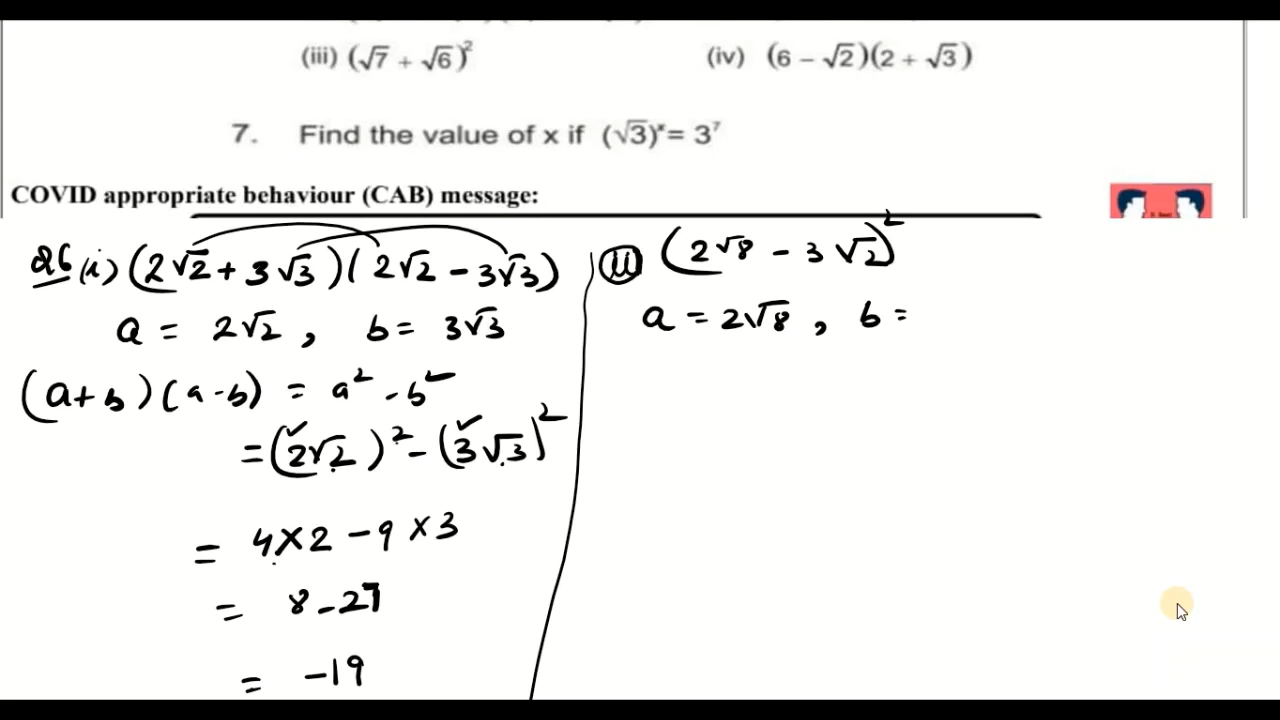 (iii) (√7 + √6)² (iv) (6 – √2)(2 + √3)
7. Find the value of x if (√3)ˣ = 3⁷
COVID appropriate behaviour (CAB) message:
Q6 (i) (2√2 + 3√3)(2√2 - 3√3)
a = 2√2 , b = 3√3
(a+b)(a-b) = a² - b²
= (2√2)² - (3√3)²
= 4×2 - 9×3
= 8 - 27
= -19
(ii) (2√8 - 3√2)²
a = 2√8 , b =